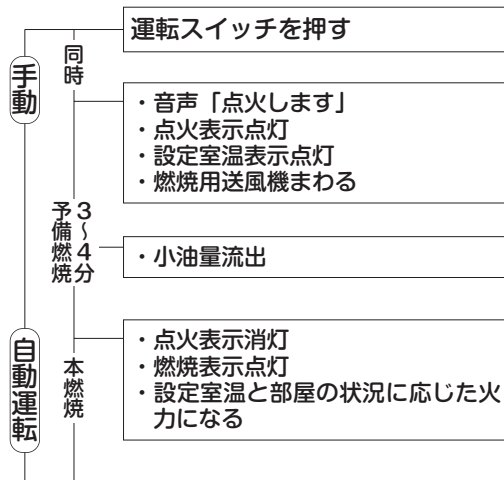 運転スイッチを押す
同時
手動
・音声「点火します」
・点火表示点灯
・設定室温表示点灯
・燃焼用送風機まわる
3～4分
予備燃焼
・小油量流出
・点火表示消灯
・燃焼表示点灯
・設定室温と部屋の状況に応じた火
力になる
自動運転
本燃焼